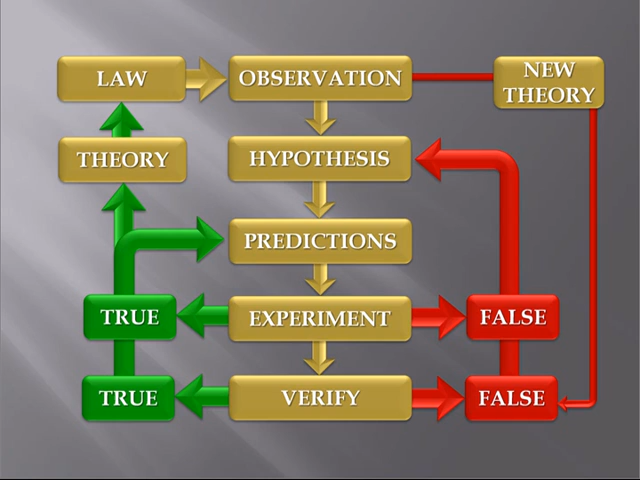 LAW
OBSERVATION
NEW
THEORY
THEORY
HYPOTHESIS
PREDICTIONS
TRUE
EXPERIMENT
FALSE
TRUE
VERIFY
FALSE